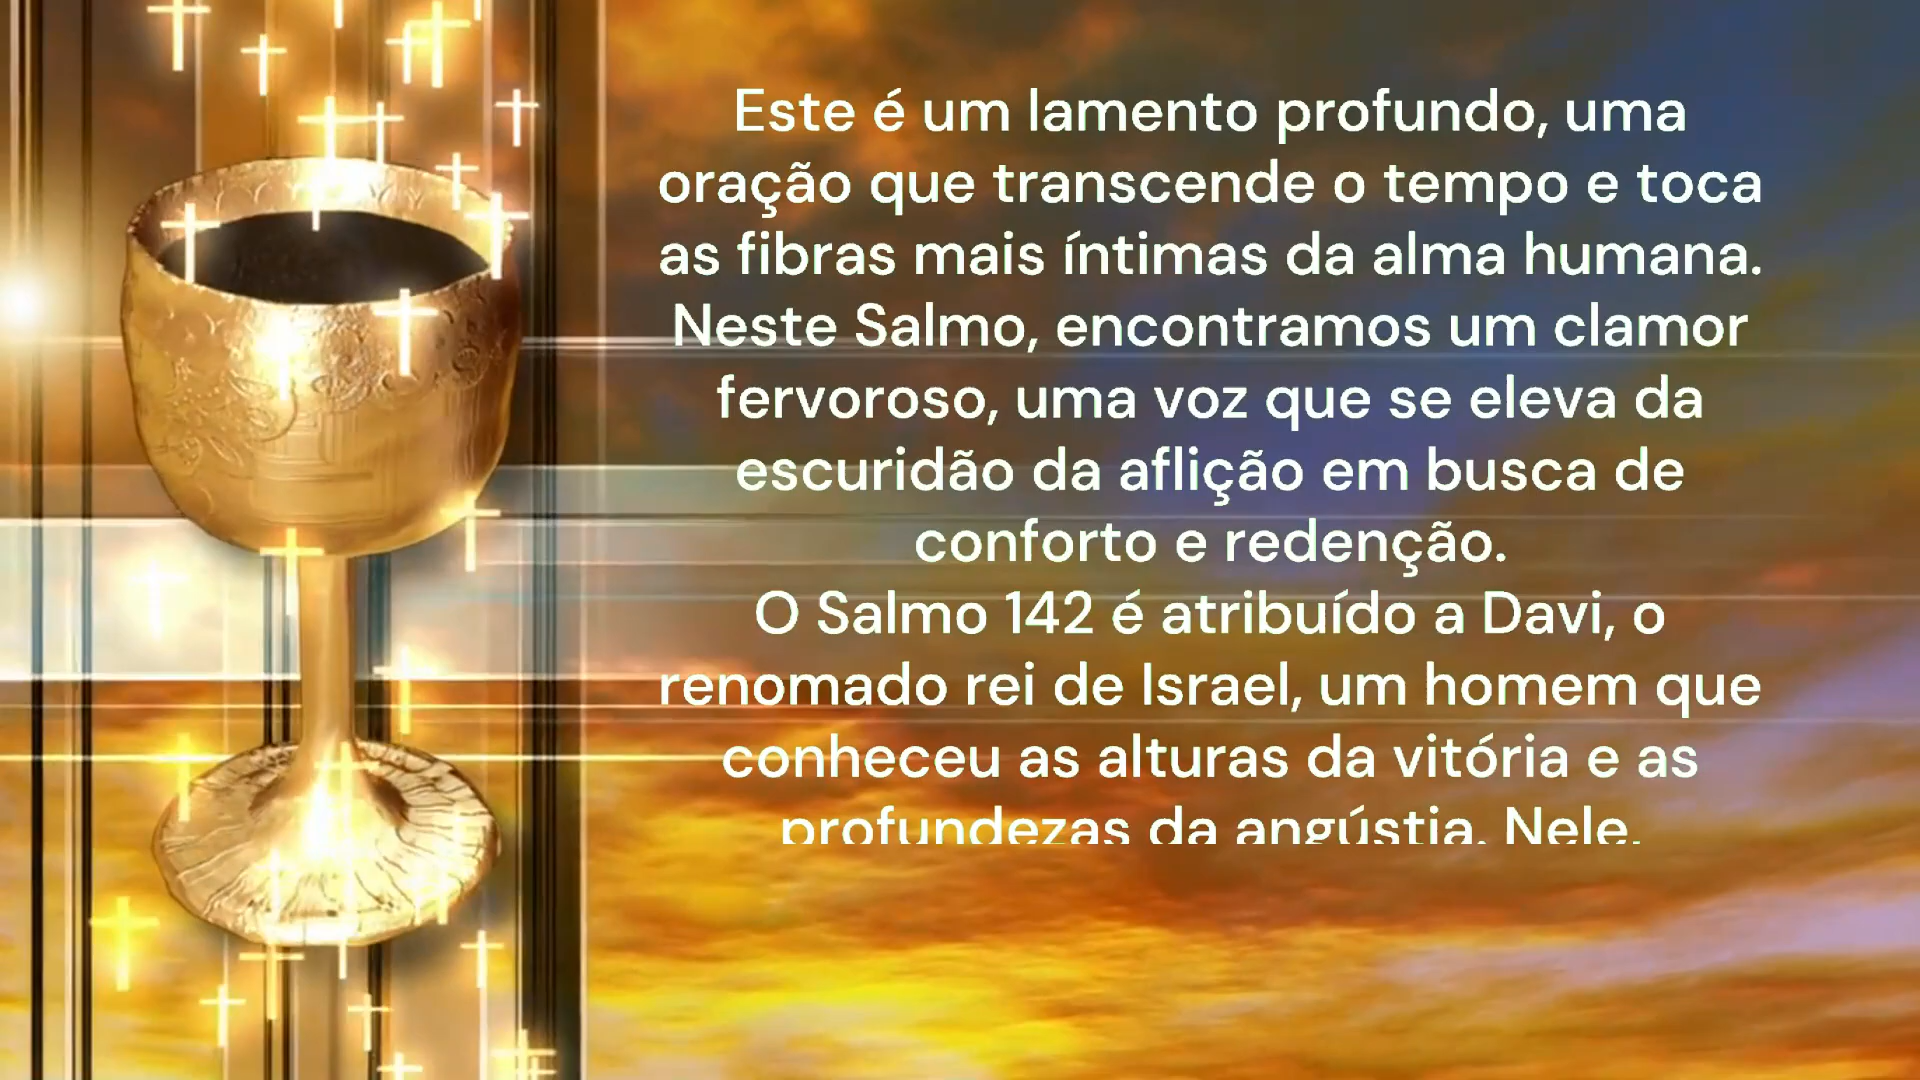 Este é um lamento profundo, uma
oração que transcende o tempo e toca
as fibras mais íntimas da alma humana.
Neste Salmo, encontramos um clamor
fervoroso, uma voz que se eleva da
escuridão da aflição em busca de
conforto e redenção.
O Salmo 142 é atribuído a Davi, o
renomado rei de Israel, um homem que
conheceu as alturas da vitória e as
profundezas da angústia. Nele,